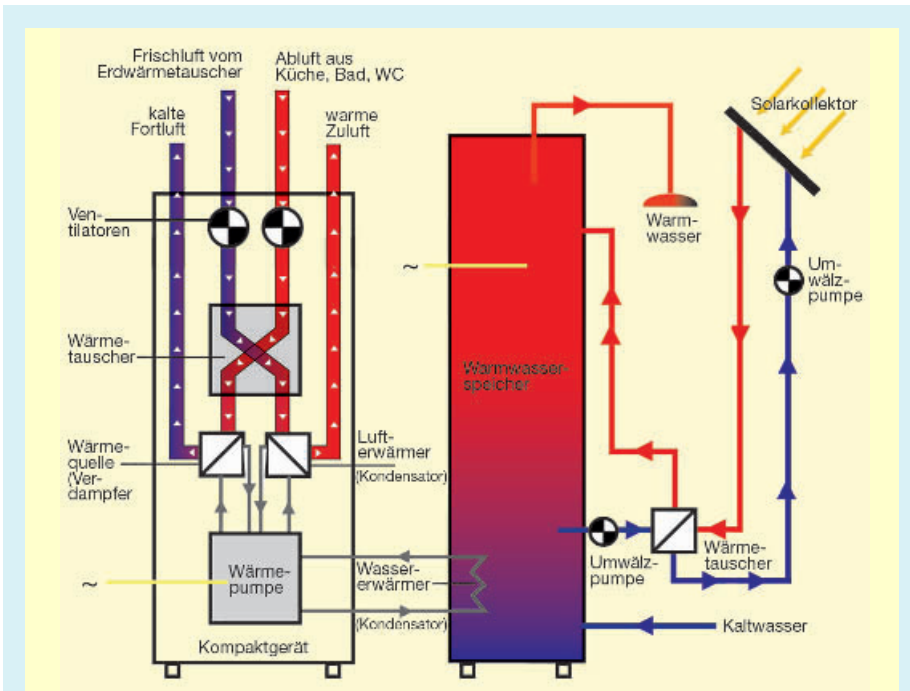 Frischluft vom
Erdwärmetauscher
Abluft aus
Küche, Bad, WC
kalte
Fortluft
warme
Zuluft
Solarkollektor
Ven-
tilatoren
Warm-
wasser
Um-
wälz-
pumpe
~
Wärme-
tauscher
Warmwasser-
speicher
Wärme-
quelle
(Ver-
dampfer
Luft-
erwärmer
(Kondensator)
Wärme-
pumpe
~
Wasser-
erwärmer
(Kondensator)
Umwälz-
pumpe
Wärme-
tauscher
Kaltwasser
Kompaktgerät